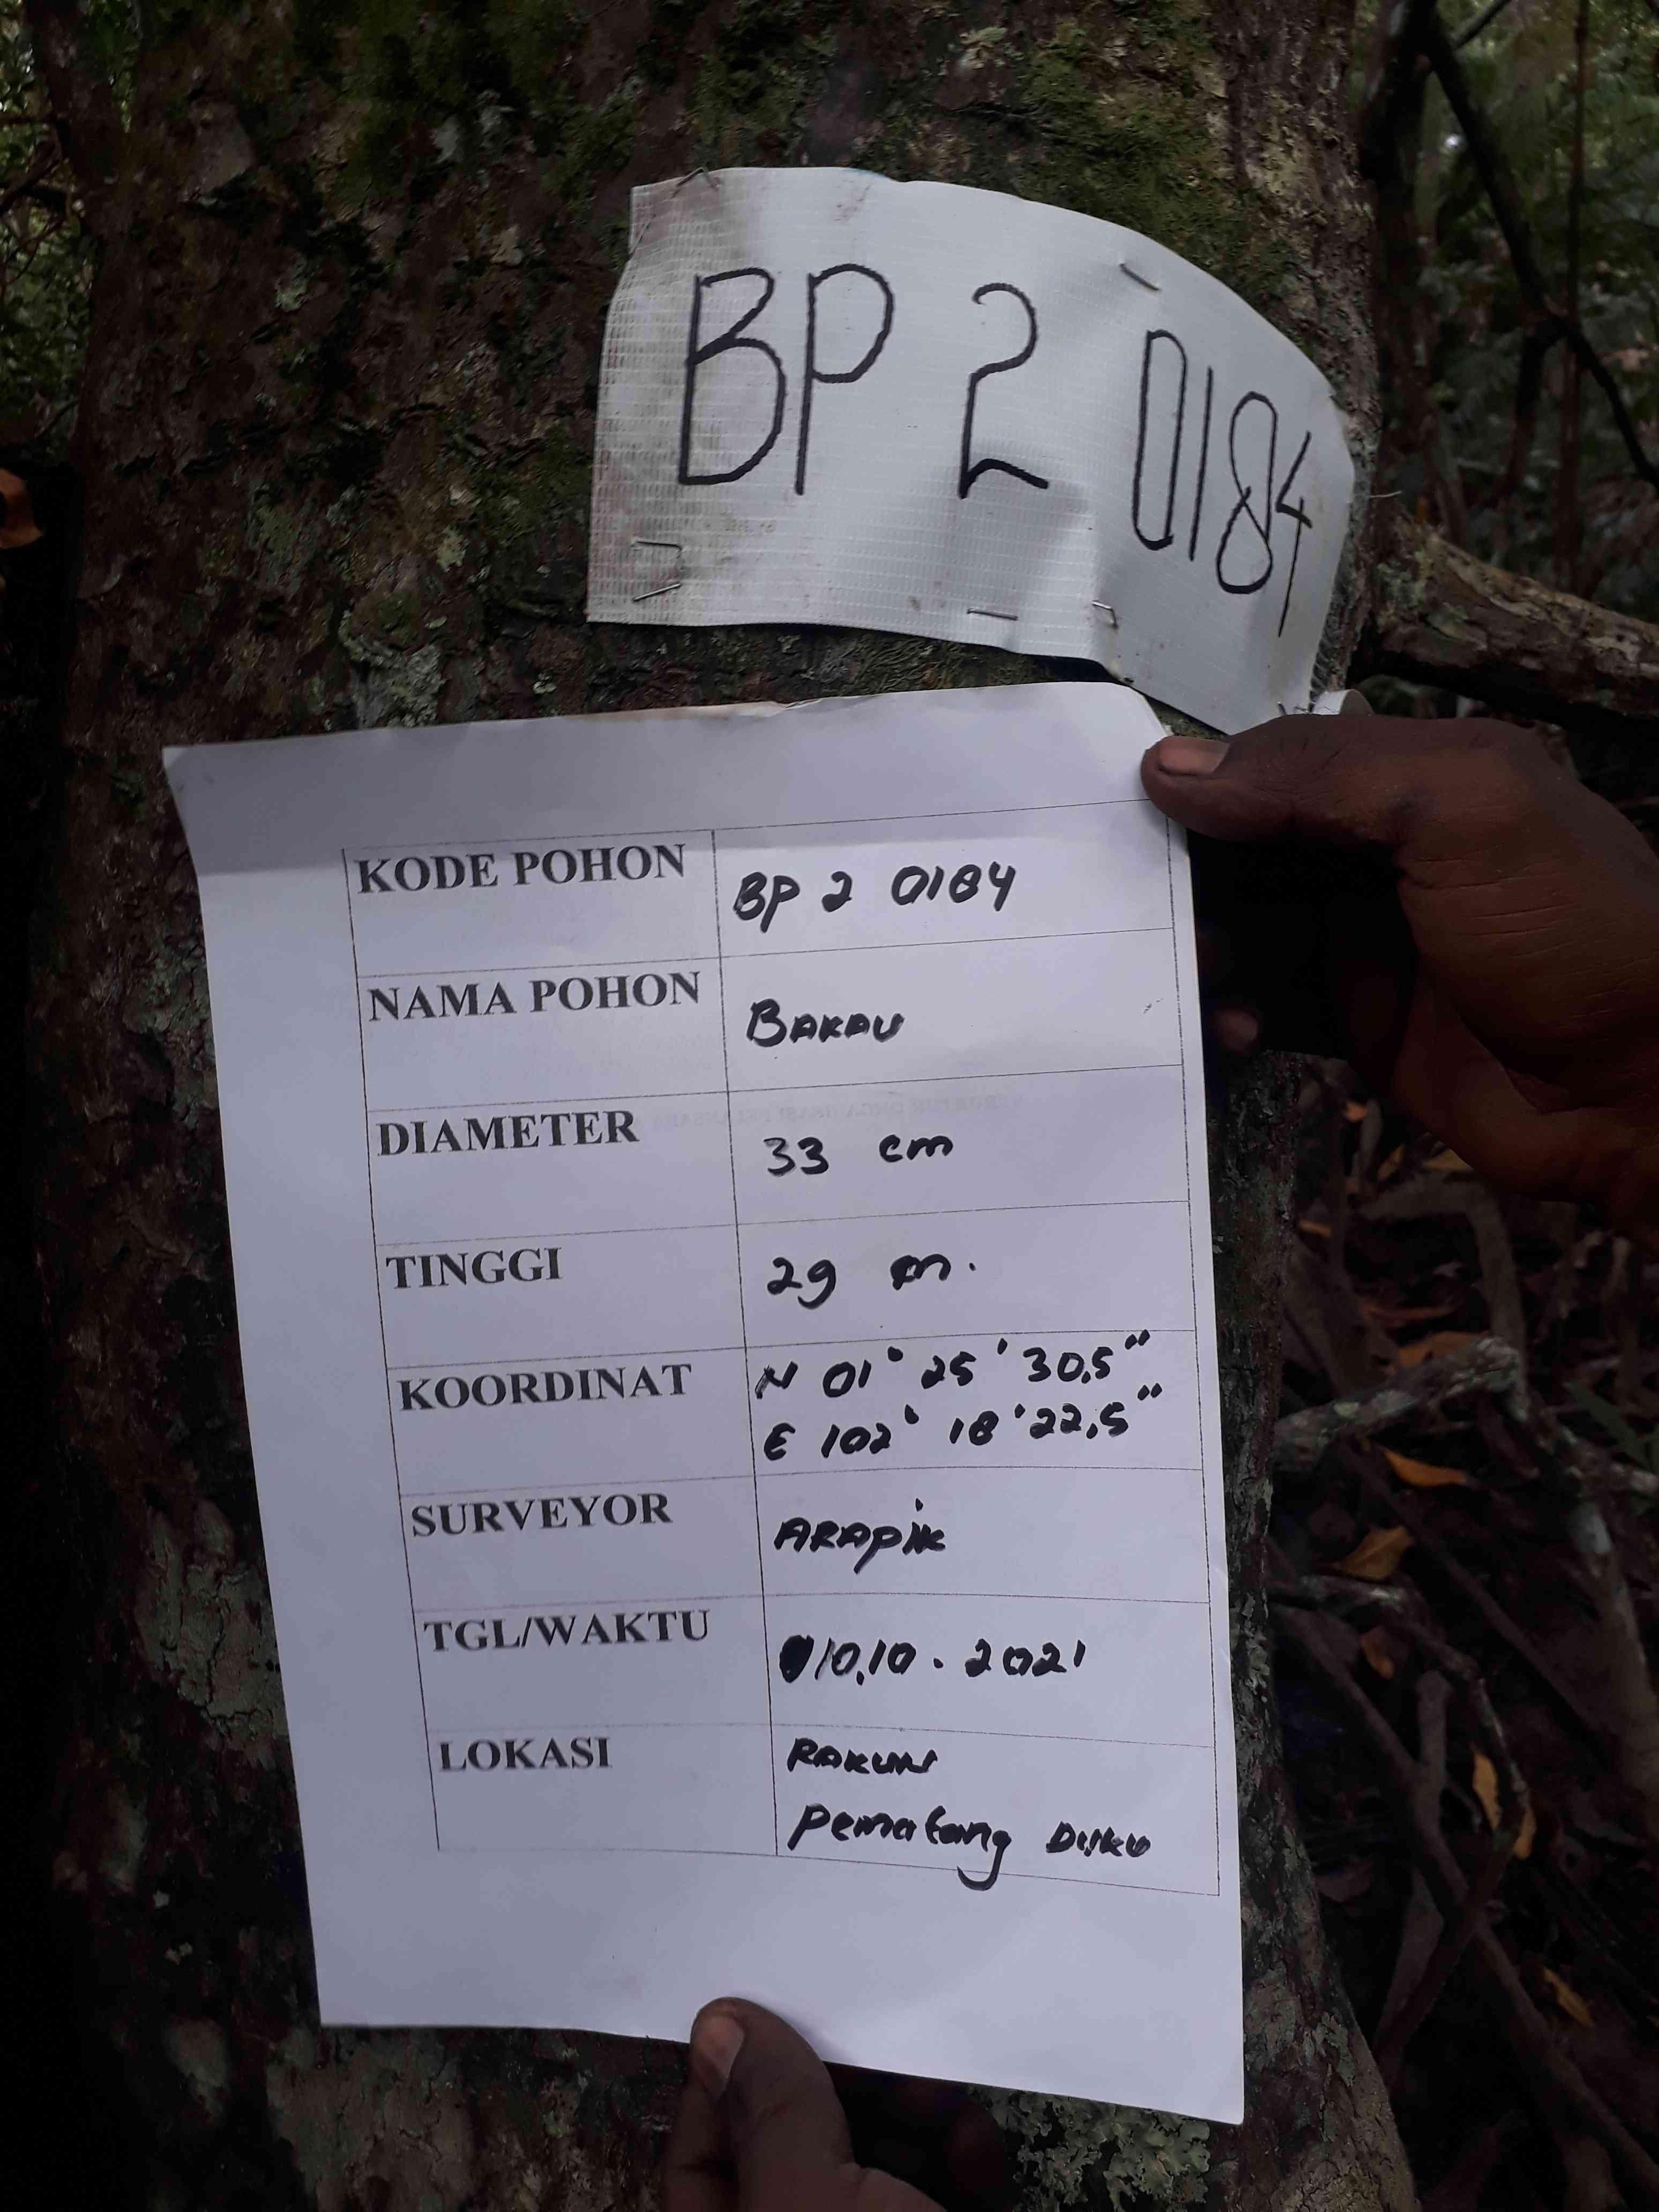 BP 2 0184
KODE POHON BP 2 0184
NAMA POHON BAKAU
DIAMETER 33 cm
TINGGI 29 m.
KOORDINAT N 01° 25 ' 30,5"
E 102° 18 ' 22,5"
SURVEYOR ARAPIK
TGL/WAKTU 10.10.2021
LOKASI
Pematang Duku